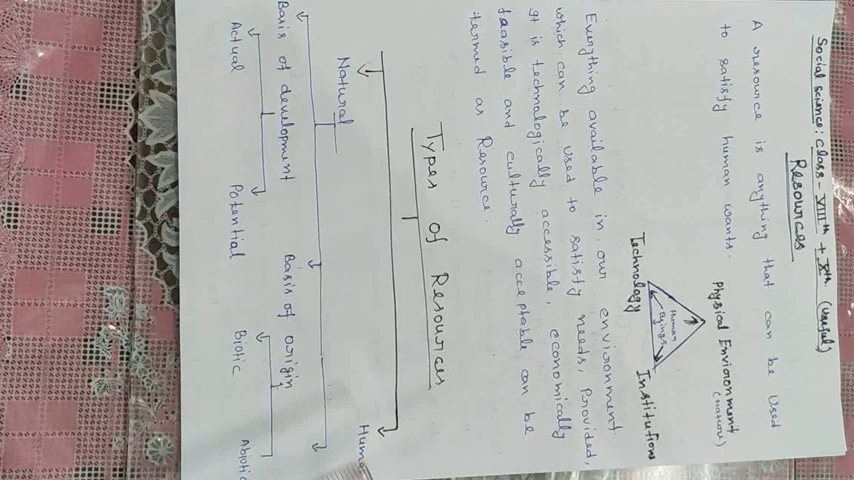 Social science: class - VIIIth + Xth (Useful)
Resources
A resource is anything that can be used
to satisfy human wants.
Physical Environment
(Nature)
Human
Beings
Technology Institutions
Everything available in our environment
which can be used to satisfy needs, Provided,
It is technologically accessible, economically
feasible and culturally acceptable can be
termed as Resource.
Types of Resources
Natural Huma
Basis of development Basis of origin
Actual Potential Biotic Abiotic